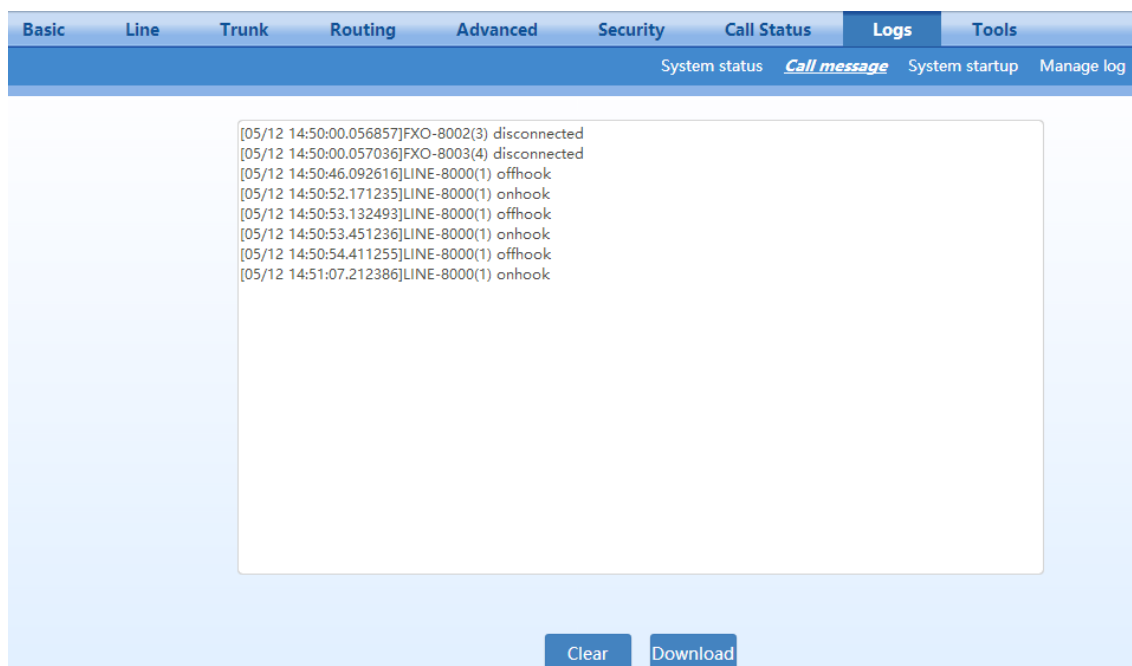 Basic Line Trunk Routing Advanced Security Call Status Logs Tools
System status Call message System startup Manage log
[05/12 14:50:00.056857]FXO-8002(3) disconnected
[05/12 14:50:00.057036]FXO-8003(4) disconnected
[05/12 14:50:46.092616]LINE-8000(1) offhook
[05/12 14:50:52.171235]LINE-8000(1) onhook
[05/12 14:50:53.132493]LINE-8000(1) offhook
[05/12 14:50:53.451236]LINE-8000(1) onhook
[05/12 14:50:54.411255]LINE-8000(1) offhook
[05/12 14:51:07.212386]LINE-8000(1) onhook
Clear Download